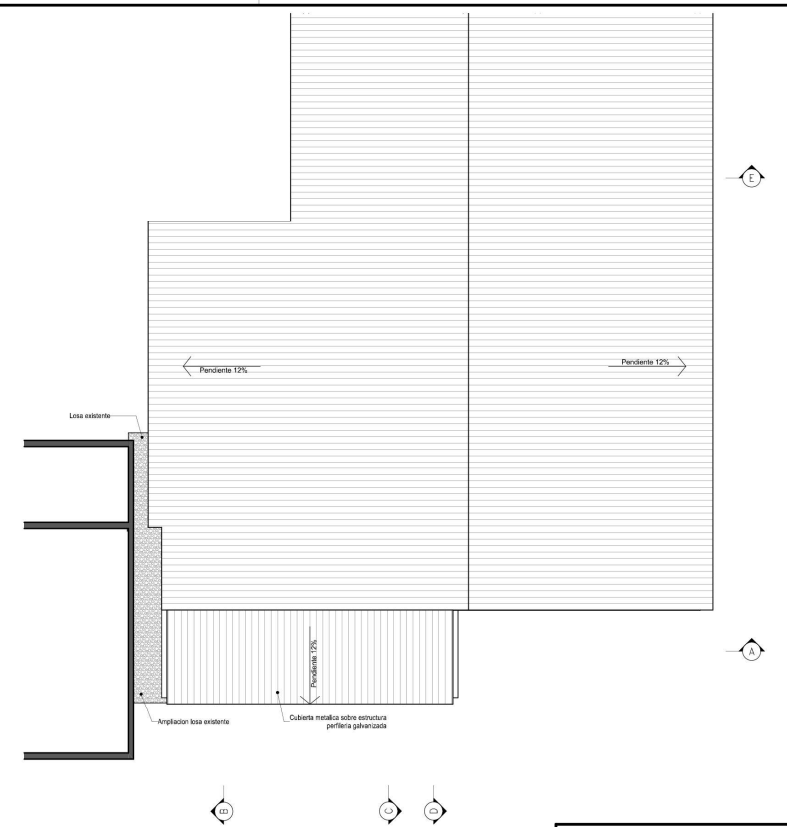 E
Pendiente 12%
Pendiente 12%
Losa existente
Pendiente 12%
A
Ampliacion losa existente
Cubierta metalica sobre estructura
perfileria galvanizada
B
C
D